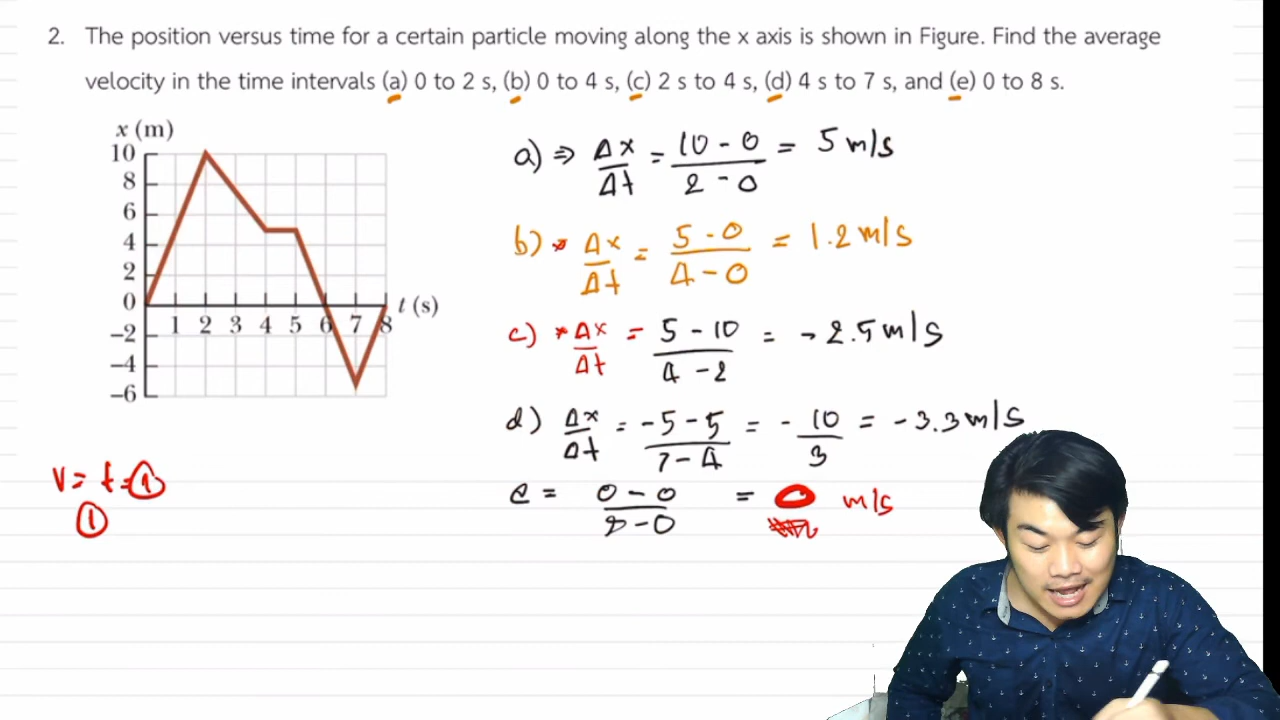 2. The position versus time for a certain particle moving along the x axis is shown in Figure. Find the average
velocity in the time intervals (a) 0 to 2 s, (b) 0 to 4 s, (c) 2 s to 4 s, (d) 4 s to 7 s, and (e) 0 to 8 s.
x (m)
10
8
6
4
2
0
−2
−4
−6
1 2 3 4 5 6 7 8
t (s)
a) ⇒ Δx/Δt = (10 - 0)/(2 - 0) = 5 m/s
b) Δx/Δt = (5 - 0)/(4 - 0) = 1.2 m/s
c) Δx/Δt = (5 - 10)/(4 - 2) = -2.5 m/s
d) Δx/Δt = (-5 - 5)/(7 - 4) = - 10/3 = -3.3 m/s
e = (0 - 0)/(8 - 0) = 0 m/s
v = t = 1
1